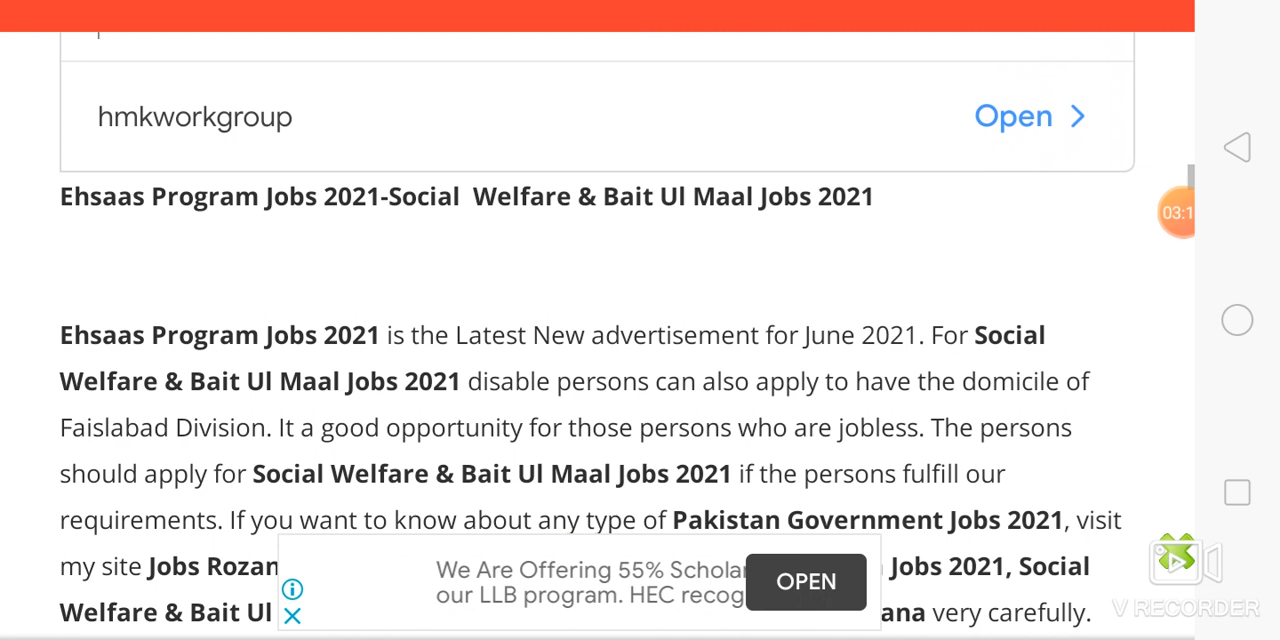 hmkworkgroup
Open
Ehsaas Program Jobs 2021-Social Welfare & Bait Ul Maal Jobs 2021
03:1
Ehsaas Program Jobs 2021 is the Latest New advertisement for June 2021. For Social
Welfare & Bait Ul Maal Jobs 2021 disable persons can also apply to have the domicile of
Faislabad Division. It a good opportunity for those persons who are jobless. The persons
should apply for Social Welfare & Bait Ul Maal Jobs 2021 if the persons fulfill our
requirements. If you want to know about any type of Pakistan Government Jobs 2021, visit
my site Jobs Rozan Jobs 2021, Social
We Are Offering 55% Schola
OPEN
our LLB program. HEC recog
Welfare & Bait Ul ana very carefully.
V RECORDER